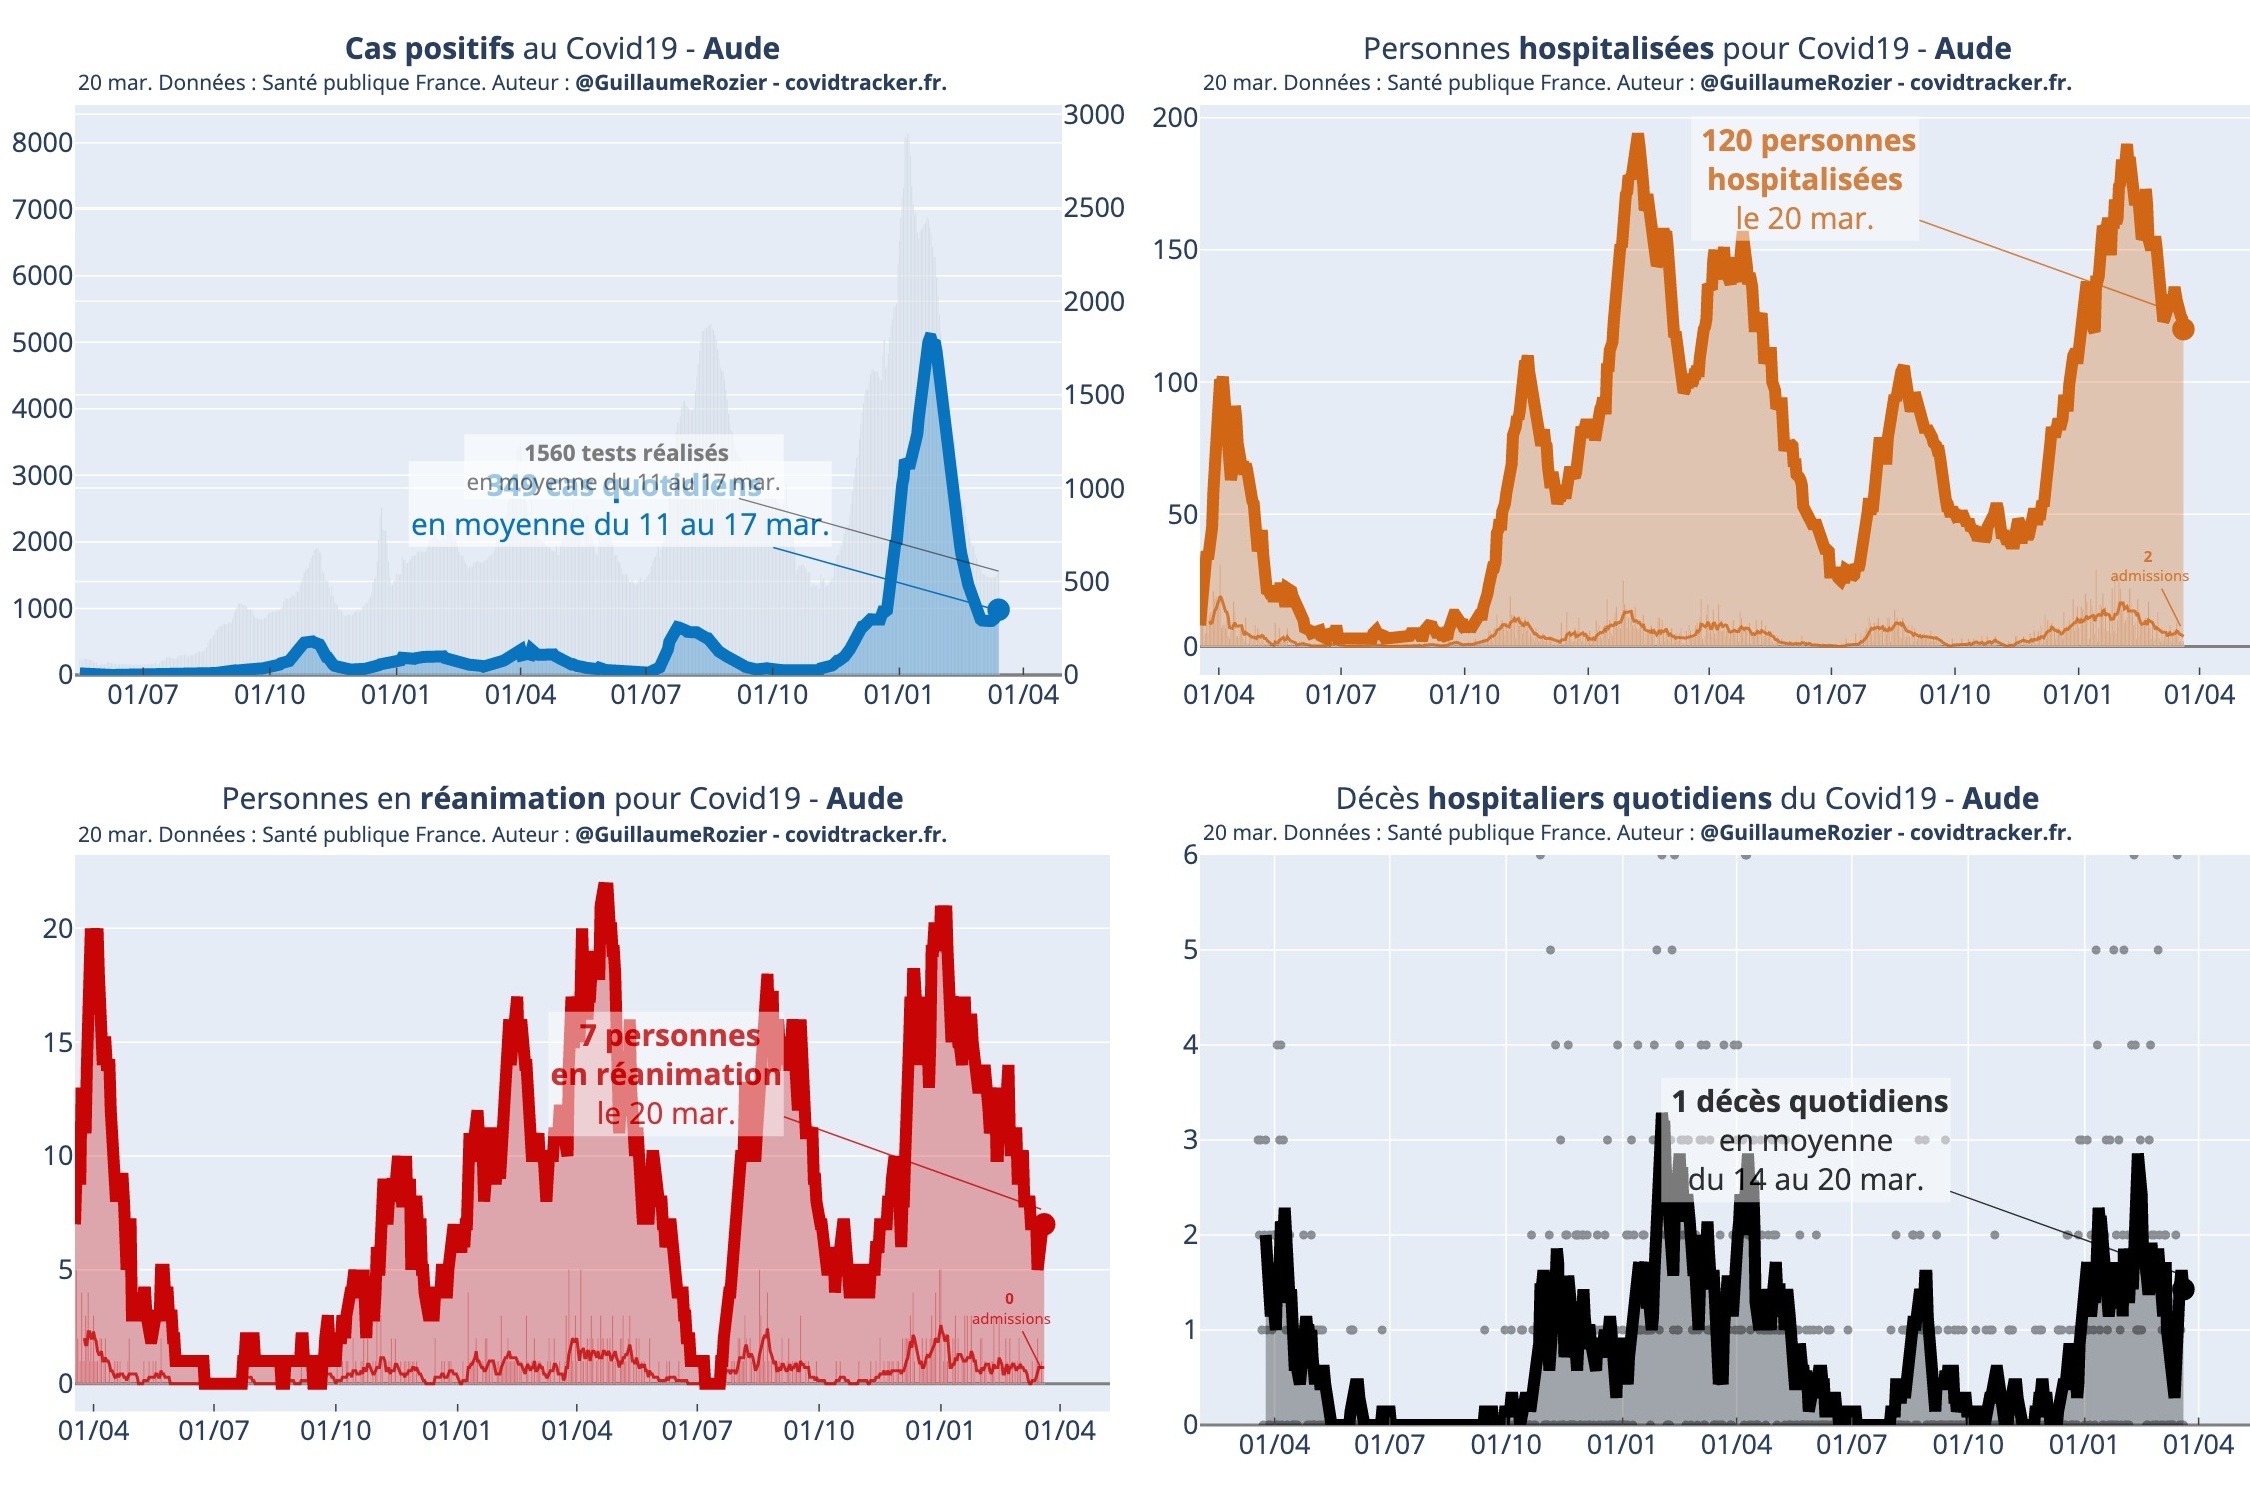 Cas positifs au Covid19 - Aude
20 mar. Données : Santé publique France. Auteur : @GuillaumeRozier - covidtracker.fr.
8000
7000
6000
5000
4000
3000
2000
1000
0
3000
2500
2000
1500
1000
500
0
1560 tests réalisés
en moyenne du 11 au 17 mar.
349 cas quotidiens
en moyenne du 11 au 17 mar.
01/07 01/10 01/01 01/04 01/07 01/10 01/01 01/04
Personnes hospitalisées pour Covid19 - Aude
20 mar. Données : Santé publique France. Auteur : @GuillaumeRozier - covidtracker.fr.
200
150
100
50
0
120 personnes
hospitalisées
le 20 mar.
2
admissions
01/04 01/07 01/10 01/01 01/04 01/07 01/10 01/01 01/04
Personnes en réanimation pour Covid19 - Aude
20 mar. Données : Santé publique France. Auteur : @GuillaumeRozier - covidtracker.fr.
20
15
10
5
0
7 personnes
en réanimation
le 20 mar.
0
admissions
01/04 01/07 01/10 01/01 01/04 01/07 01/10 01/01 01/04
Décès hospitaliers quotidiens du Covid19 - Aude
20 mar. Données : Santé publique France. Auteur : @GuillaumeRozier - covidtracker.fr.
6
5
4
3
2
1
0
1 décès quotidiens
en moyenne
du 14 au 20 mar.
01/04 01/07 01/10 01/01 01/04 01/07 01/10 01/01 01/04